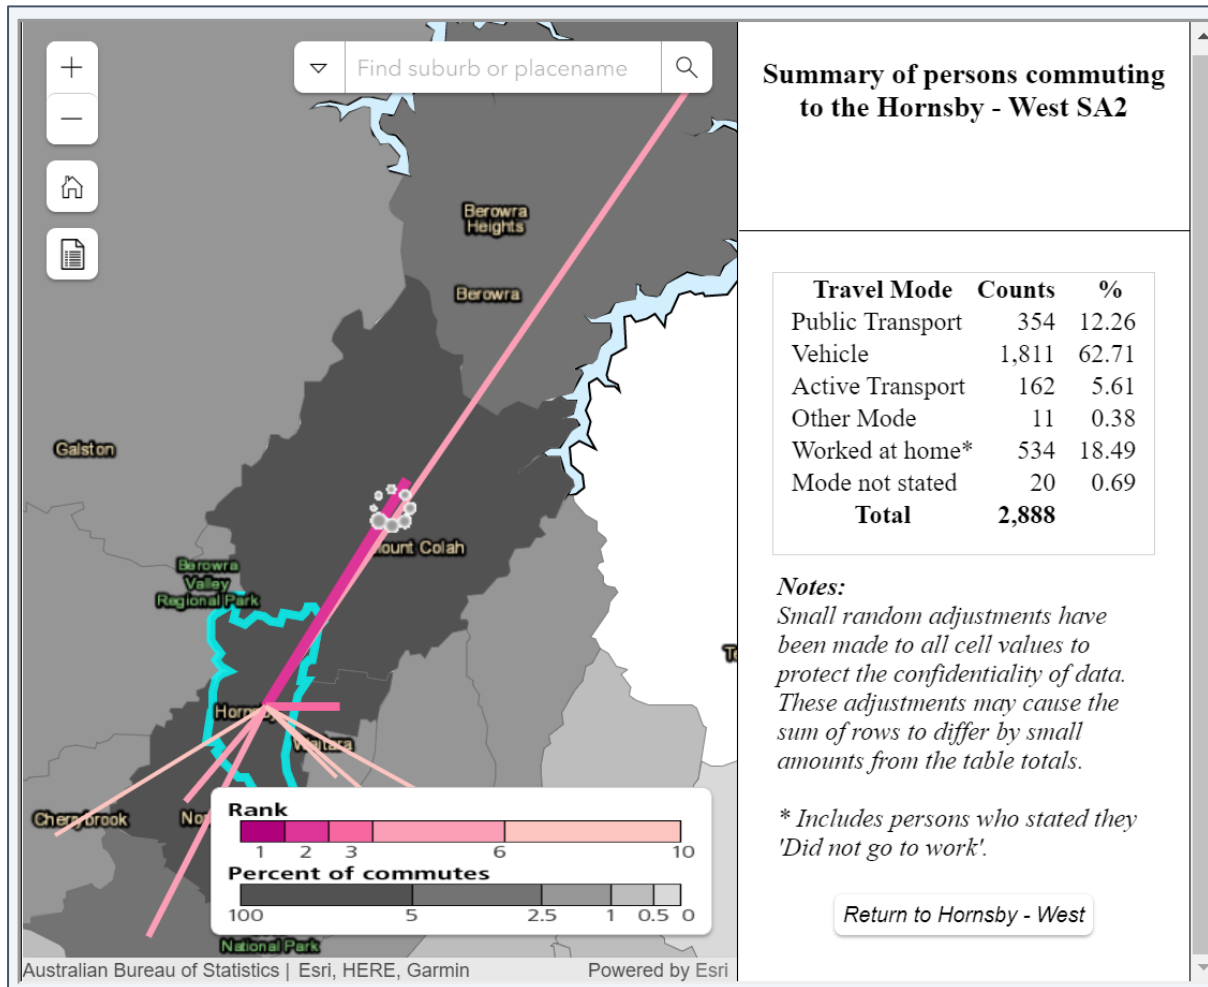 Find suburb or placename
Berowra
Heights
Berowra
Galston
Mount Colah
Berowra
Valley
Regional Park
Hornsby
Waitara
Cherrybrook
National Park
Rank
1 2 3 6 10
Percent of commutes
100 5 2.5 1 0.5 0
Australian Bureau of Statistics | Esri, HERE, Garmin
Powered by Esri
Summary of persons commuting
to the Hornsby - West SA2
Travel Mode Counts %
Public Transport 354 12.26
Vehicle 1,811 62.71
Active Transport 162 5.61
Other Mode 11 0.38
Worked at home* 534 18.49
Mode not stated 20 0.69
Total 2,888
Notes:
Small random adjustments have
been made to all cell values to
protect the confidentiality of data.
These adjustments may cause the
sum of rows to differ by small
amounts from the table totals.
* Includes persons who stated they
'Did not go to work'.
Return to Hornsby - West